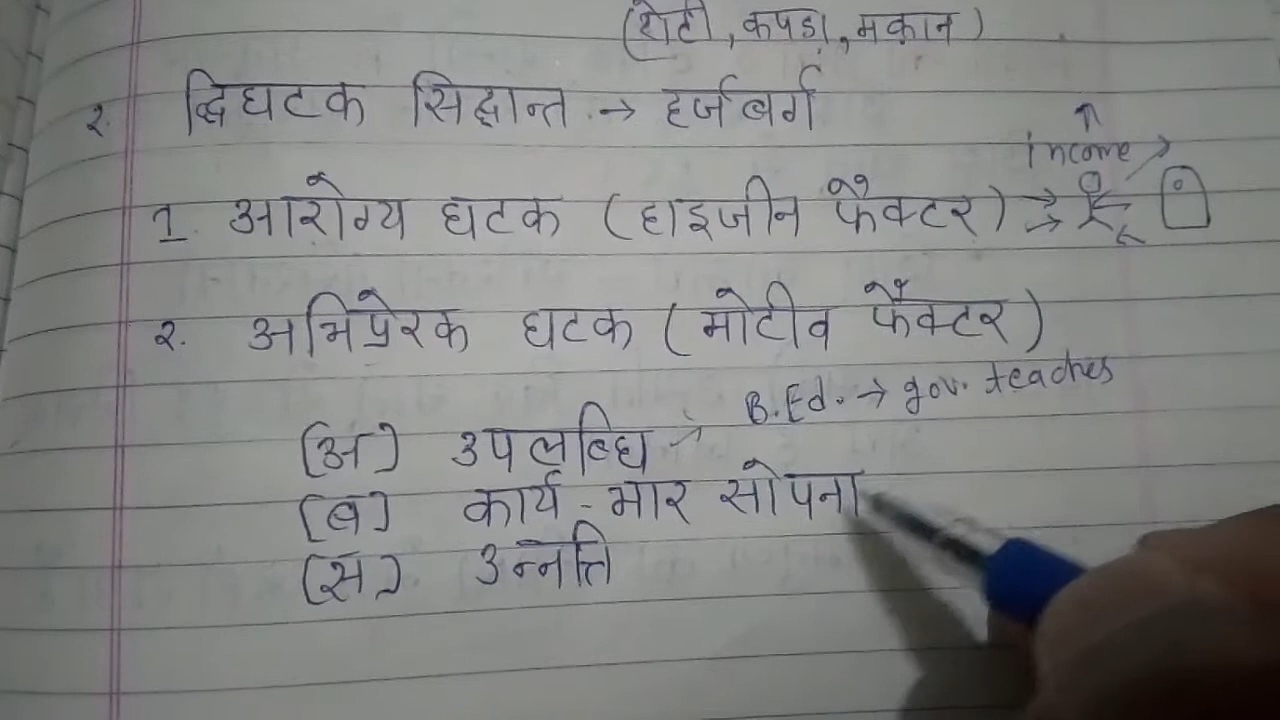 (रोटी, कपड़ा, मकान)
२. द्विघटक सिद्धान्त → हर्जबर्ग
income
1. आरोग्य घटक (हाइजीन फैक्टर) →
२. अभिप्रेरक घटक (मोटीव फैक्टर)
B.Ed. → gov. teaches
(अ) उपलब्धि →
(ब) कार्य - भार सोपना
(स) उन्नति